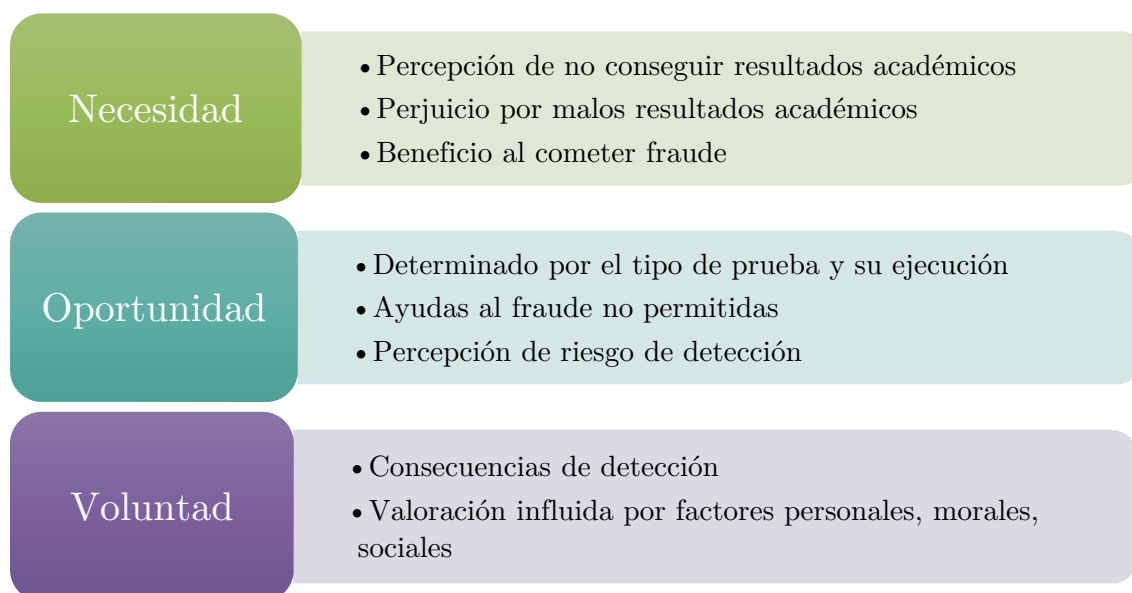 Necesidad
• Percepción de no conseguir resultados académicos
• Perjuicio por malos resultados académicos
• Beneficio al cometer fraude
Oportunidad
• Determinado por el tipo de prueba y su ejecución
• Ayudas al fraude no permitidas
• Percepción de riesgo de detección
Voluntad
• Consecuencias de detección
• Valoración influida por factores personales, morales,
sociales